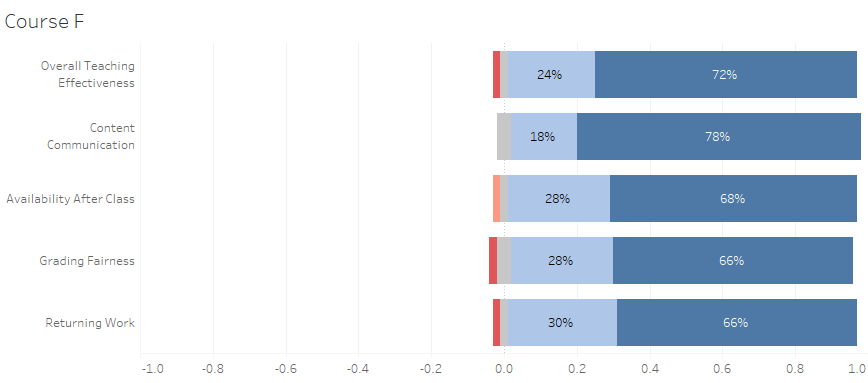 Course F
Overall Teaching
Effectiveness
24%
72%
Content
Communication
18%
78%
Availability After Class
28%
68%
Grading Fairness
28%
66%
Returning Work
30%
66%
-1.0
-0.8
-0.6
-0.4
-0.2
0.0
0.2
0.4
0.6
0.8
1.0